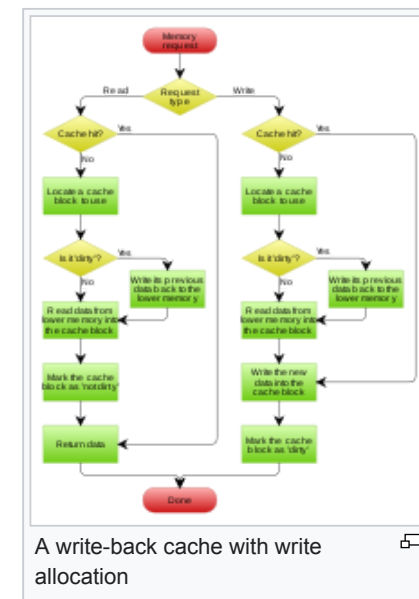 Memory
request
Read
Request
type
Write
Cache hit?
Yes
No
Locate a cache
block to use
Is it 'dirty'?
Yes
No
Write its previous
data back to the
lower memory
Read data from
lower memory into
the cache block
Mark the cache
block as 'not dirty'
Return data
Cache hit?
Yes
No
Locate a cache
block to use
Is it 'dirty'?
Yes
No
Write its previous
data back to the
lower memory
Read data from
lower memory into
the cache block
Write the new
data into the
cache block
Mark the cache
block as 'dirty'
Done
A write-back cache with write
allocation